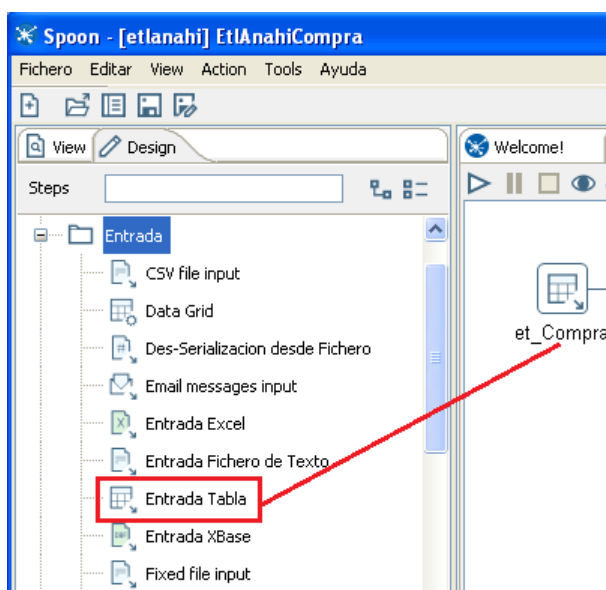 Spoon - [etlanahi] EtlAnahiCompra
Fichero Editar View Action Tools Ayuda
View Design
Welcome!
Steps
Entrada
CSV file input
Data Grid
Des-Serializacion desde Fichero
Email messages input
Entrada Excel
Entrada Fichero de Texto
Entrada Tabla
Entrada XBase
Fixed file input
et_Compra